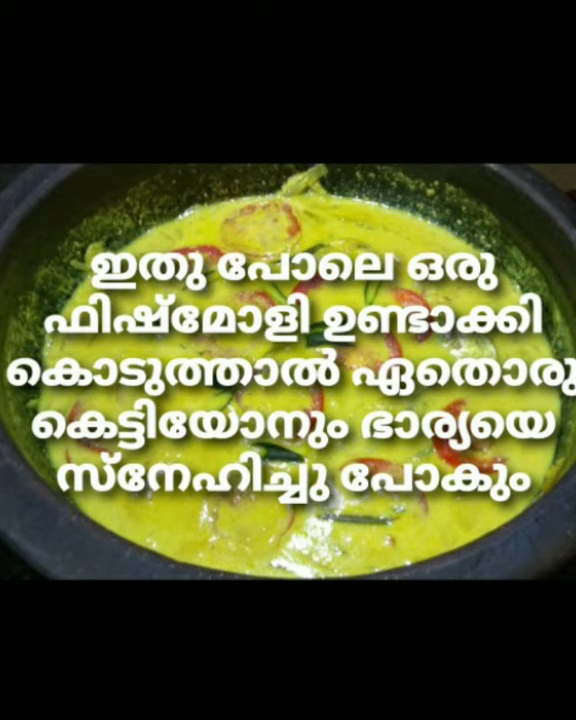 ഇതു പോലെ ഒരു
ഫിഷ്മോളി ഉണ്ടാക്കി
കൊടുത്താൽ ഏതൊരു
കെട്ടിയോനും ഭാര്യയെ
സ്നേഹിച്ചു പോകും